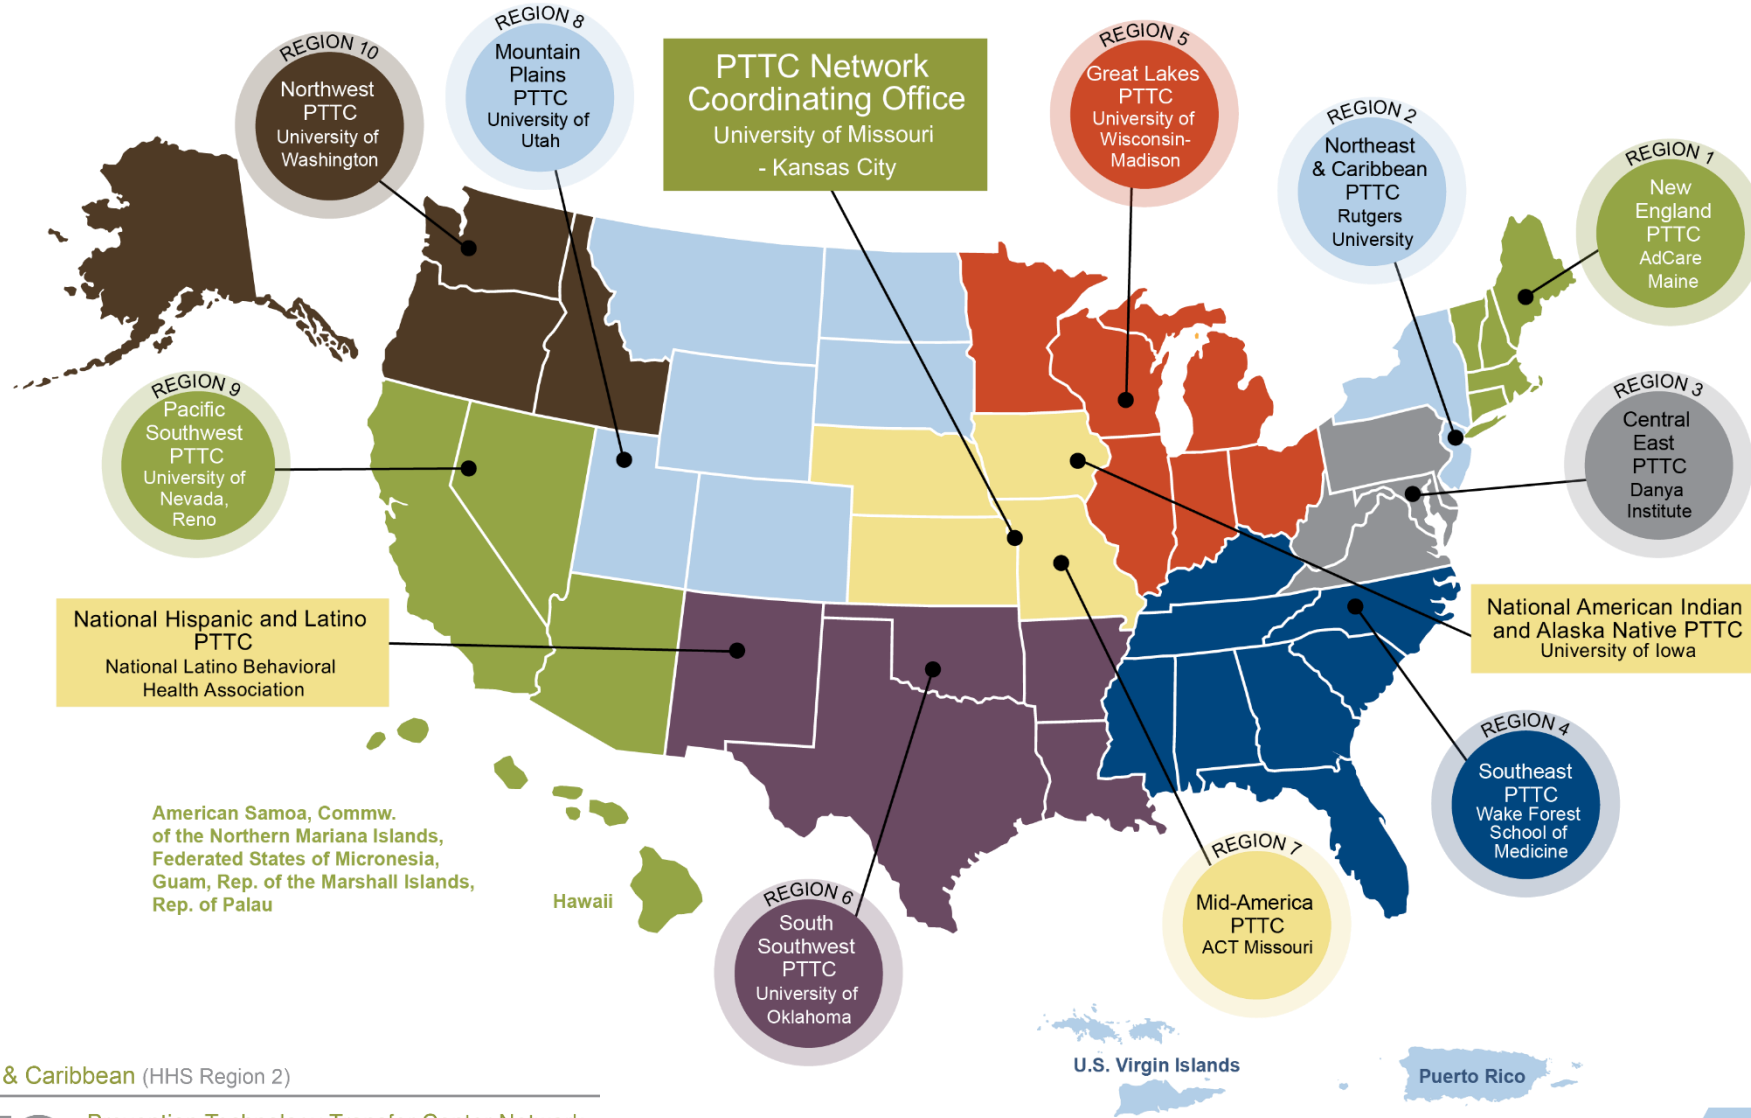 REGION 10
Northwest
PTTC
University of
Washington
REGION 8
Mountain
Plains
PTTC
University of
Utah
PTTC Network
Coordinating Office
University of Missouri
- Kansas City
REGION 5
Great Lakes
PTTC
University of
Wisconsin-
Madison
REGION 2
Northeast
& Caribbean
PTTC
Rutgers
University
REGION 1
New
England
PTTC
AdCare
Maine
REGION 9
Pacific
Southwest
PTTC
University of
Nevada,
Reno
REGION 3
Central
East
PTTC
Danya
Institute
National Hispanic and Latino
PTTC
National Latino Behavioral
Health Association
National American Indian
and Alaska Native PTTC
University of Iowa
REGION 4
Southeast
PTTC
Wake Forest
School of
Medicine
American Samoa, Commw.
of the Northern Mariana Islands,
Federated States of Micronesia,
Guam, Rep. of the Marshall Islands,
Rep. of Palau
Hawaii
REGION 6
South
Southwest
PTTC
University of
Oklahoma
REGION 7
Mid-America
PTTC
ACT Missouri
U.S. Virgin Islands
Puerto Rico
& Caribbean (HHS Region 2)